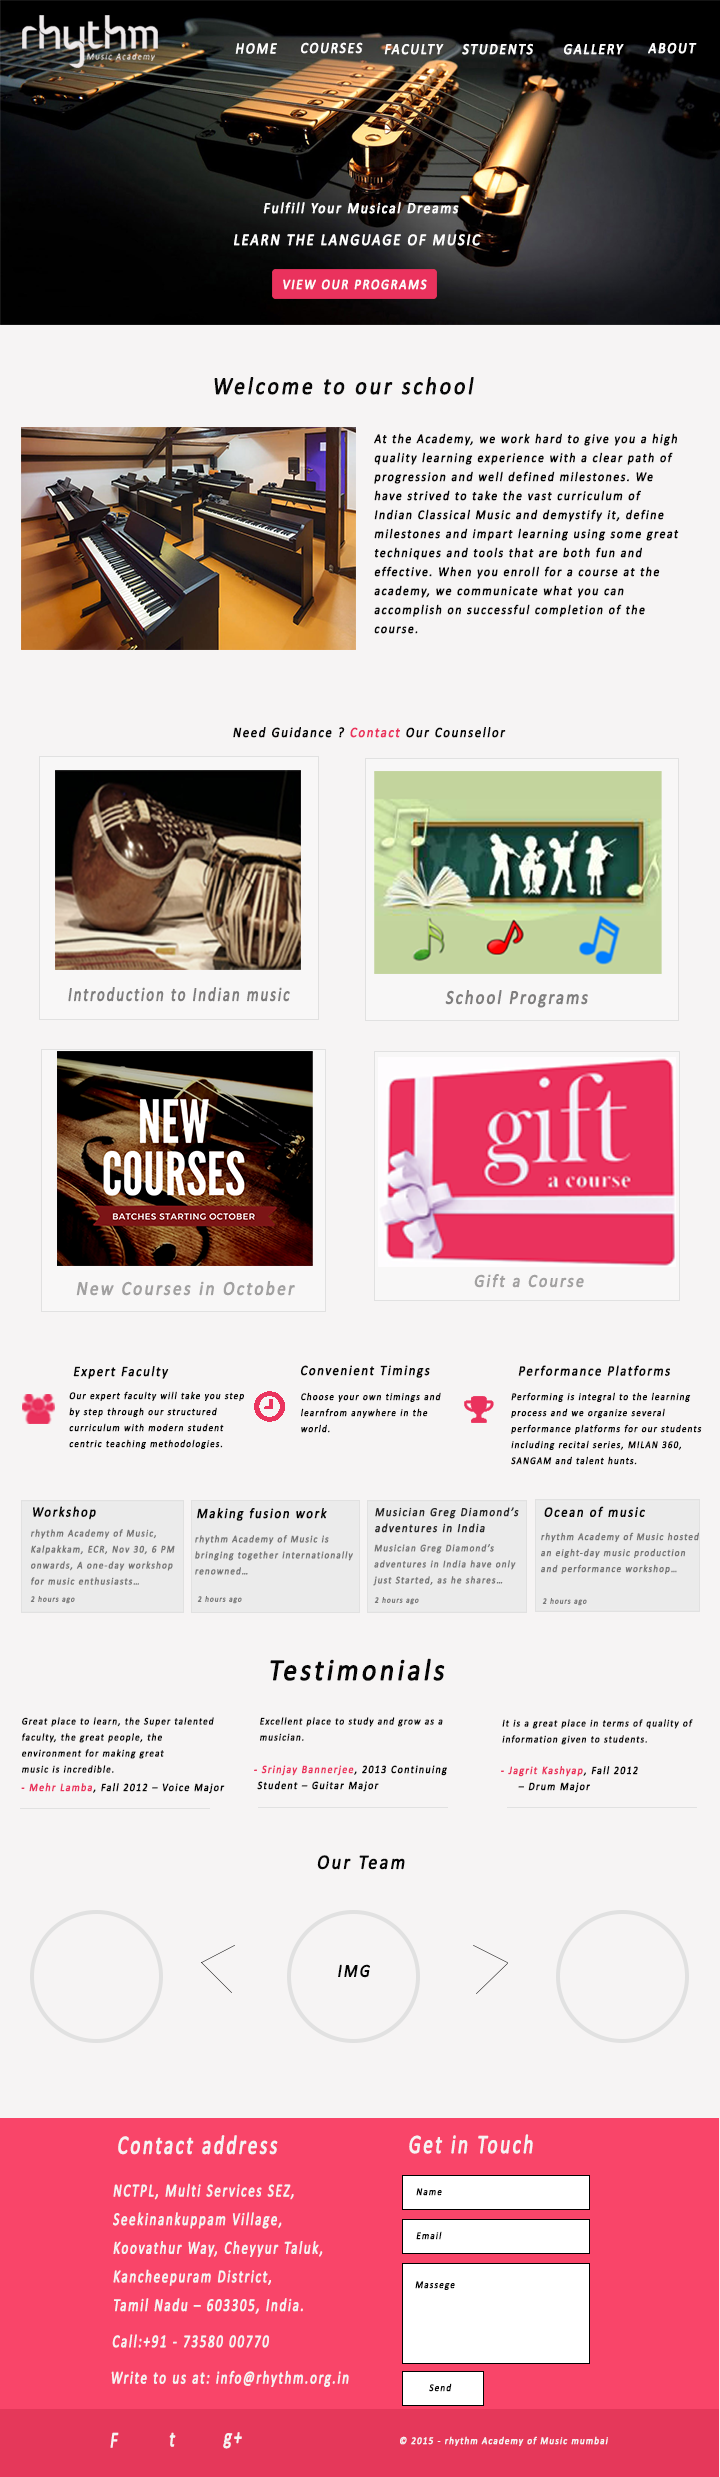 rhythm
Music Academy
HOME COURSES FACULTY STUDENTS GALLERY ABOUT
Fulfill Your Musical Dreams
LEARN THE LANGUAGE OF MUSIC
VIEW OUR PROGRAMS
Welcome to our school
At the Academy, we work hard to give you a high
quality learning experience with a clear path of
progression and well defined milestones. We
have strived to take the vast curriculum of
Indian Classical Music and demystify it, define
milestones and impart learning using some great
techniques and tools that are both fun and
effective. When you enroll for a course at the
academy, we communicate what you can
accomplish on successful completion of the
course.
Need Guidance ? Contact Our Counsellor
Introduction to Indian music
School Programs
NEW
COURSES
BATCHES STARTING OCTOBER
New Courses in October
gift
a course
Gift a Course
Expert Faculty
Our expert faculty will take you step
by step through our structured
curriculum with modern student
centric teaching methodologies.
Convenient Timings
Choose your own timings and
learnfrom anywhere in the
world.
Performance Platforms
Performing is integral to the learning
process and we organize several
performance platforms for our students
including recital series, MILAN 360,
SANGAM and talent hunts.
Workshop
rhythm Academy of Music,
Kalpakkam, ECR, Nov 30, 6 PM
onwards, A one-day workshop
for music enthusiasts...
2 hours ago
Making fusion work
rhythm Academy of Music is
bringing together internationally
renowned...
2 hours ago
Musician Greg Diamond's
adventures in India
Musician Greg Diamond's
adventures in India have only
just Started, as he shares...
2 hours ago
Ocean of music
rhythm Academy of Music hosted
an eight-day music production
and performance workshop...
2 hours ago
Testimonials
Great place to learn, the Super talented
faculty, the great people, the
environment for making great
music is incredible.
- Mehr Lamba, Fall 2012 – Voice Major
Excellent place to study and grow as a
musician.
- Srinjay Bannerjee, 2013 Continuing
Student – Guitar Major
It is a great place in terms of quality of
information given to students.
- Jagrit Kashyap, Fall 2012
– Drum Major
Our Team
IMG
Contact address
NCTPL, Multi Services SEZ,
Seekinankuppam Village,
Koovathur Way, Cheyyur Taluk,
Kancheepuram District,
Tamil Nadu – 603305, India.
Call:+91 - 73580 00770
Write to us at: info@rhythm.org.in
Get in Touch
Name
Email
Massege
Send
F t g+
© 2015 - rhythm Academy of Music mumbai